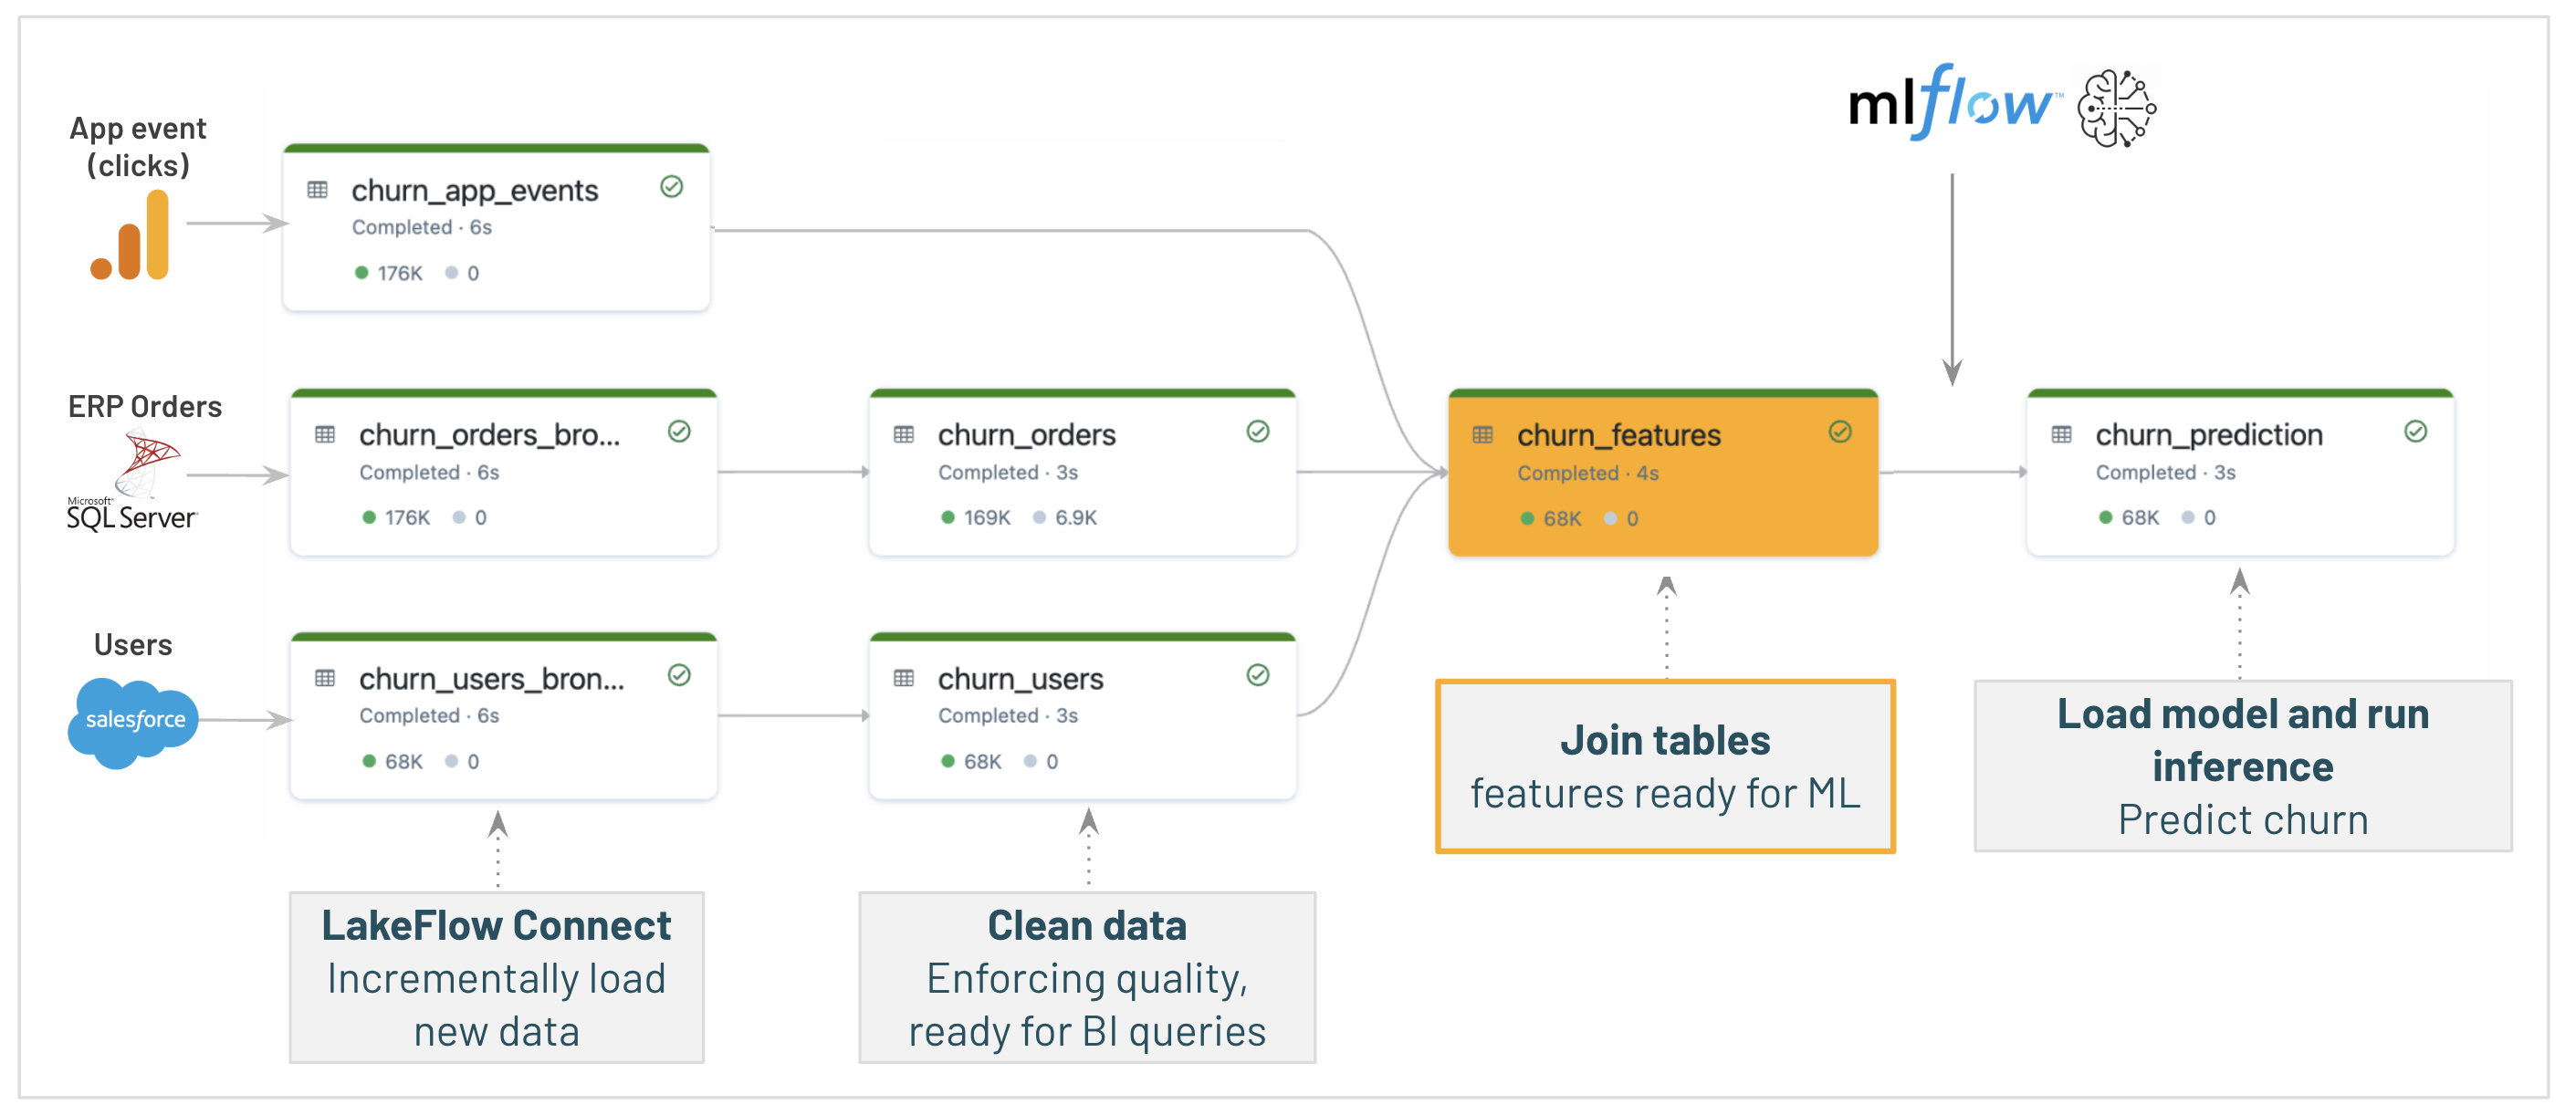 mlflow™
App event
(clicks)
churn_app_events
Completed · 6s
176K 0
ERP Orders
Microsoft®
SQL Server®
churn_orders_bro...
Completed · 6s
176K 0
churn_orders
Completed · 3s
169K 6.9K
churn_features
Completed · 4s
68K 0
churn_prediction
Completed · 3s
68K 0
Users
salesforce
churn_users_bron...
Completed · 6s
68K 0
churn_users
Completed · 3s
68K 0
Join tables
features ready for ML
Load model and run
inference
Predict churn
LakeFlow Connect
Incrementally load
new data
Clean data
Enforcing quality,
ready for BI queries